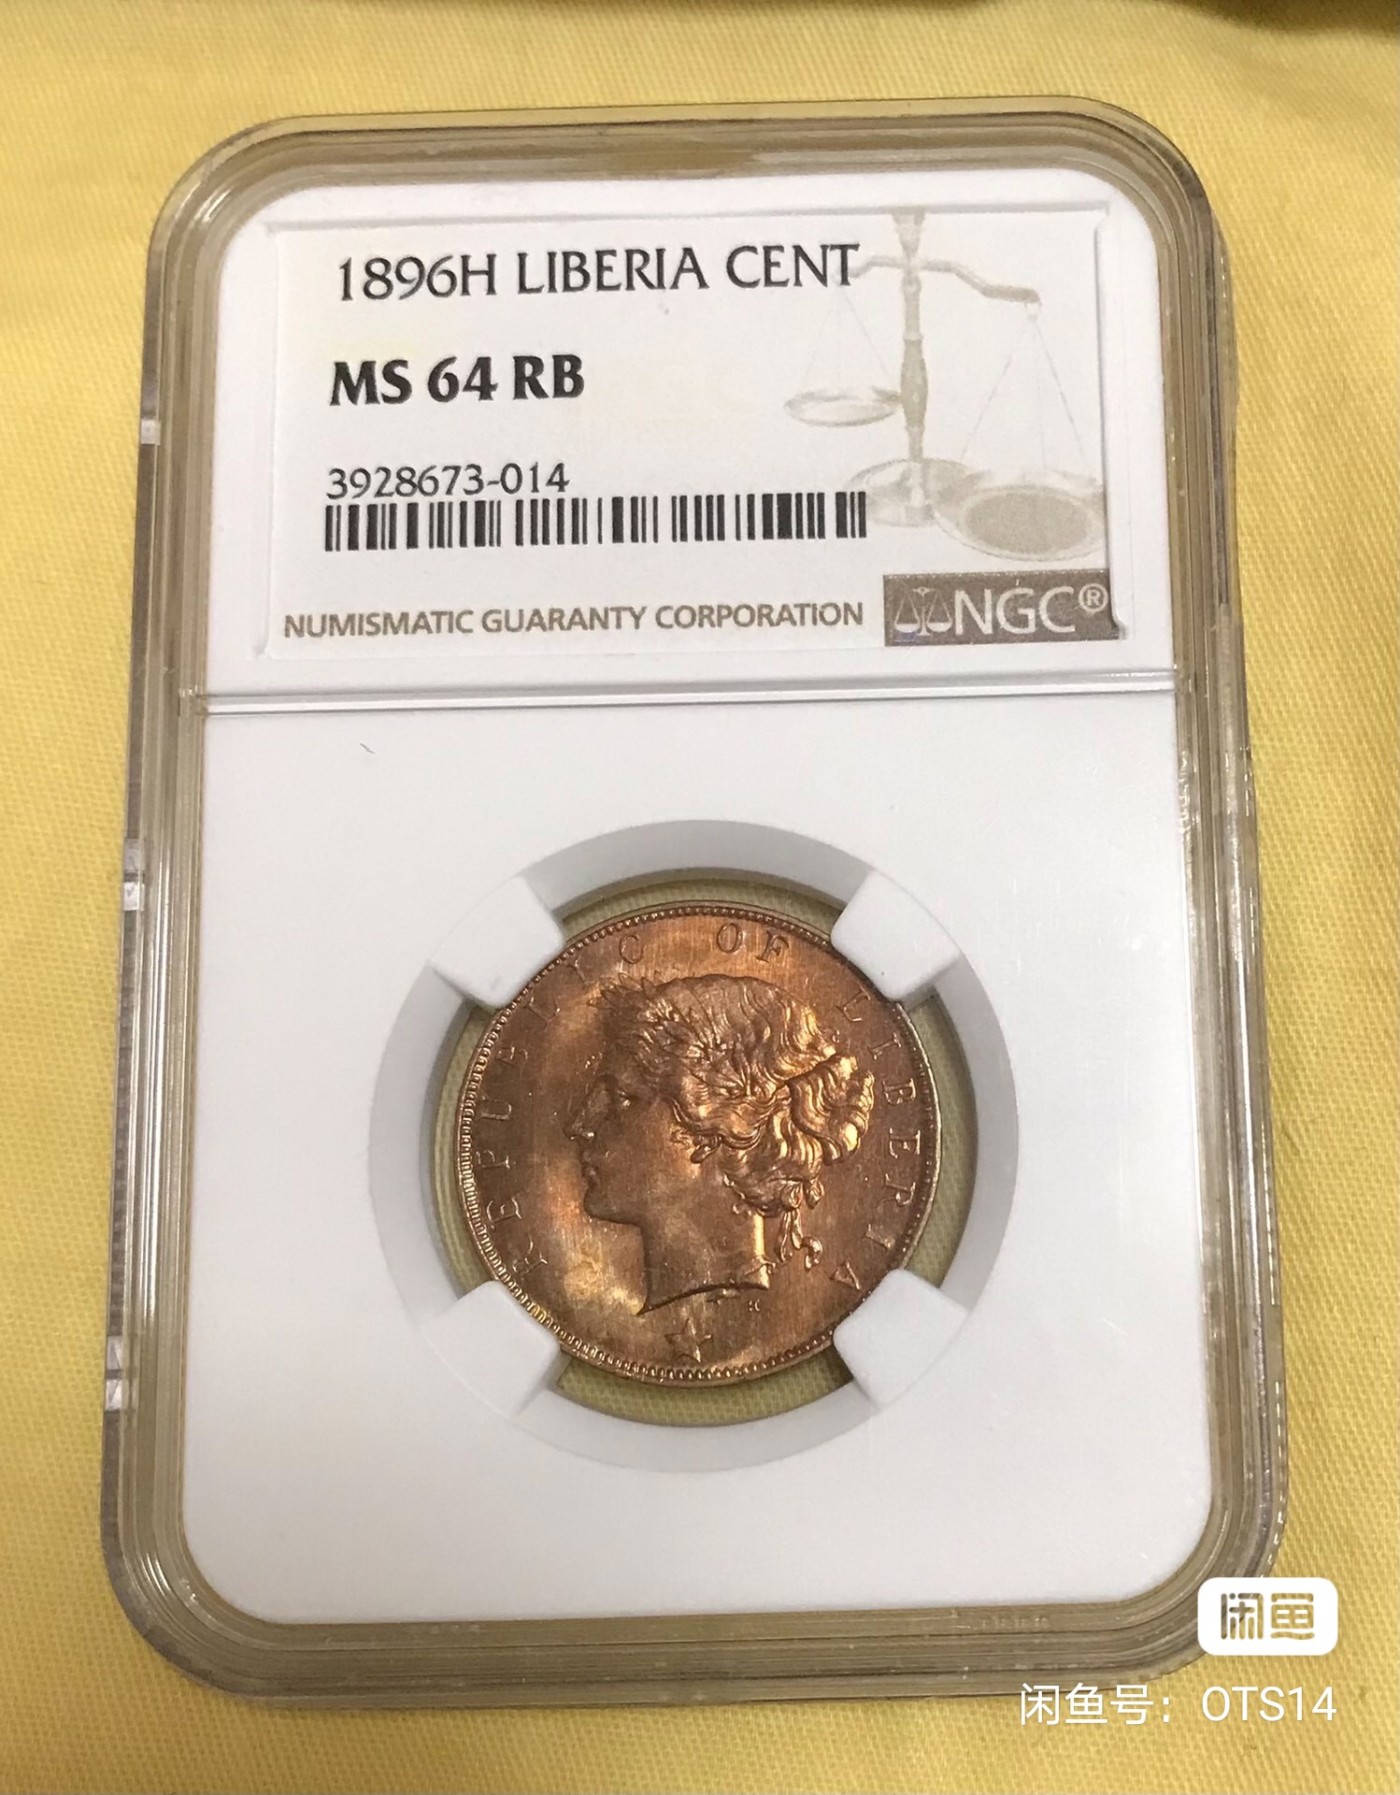 1896H LIBERIA CENT
MS 64 RB
3928673-014
NUMISMATIC GUARANTY CORPORATION
NGC®
REPUBLIC OF LIBERIA
H
闲鱼
闲鱼号：OTS14